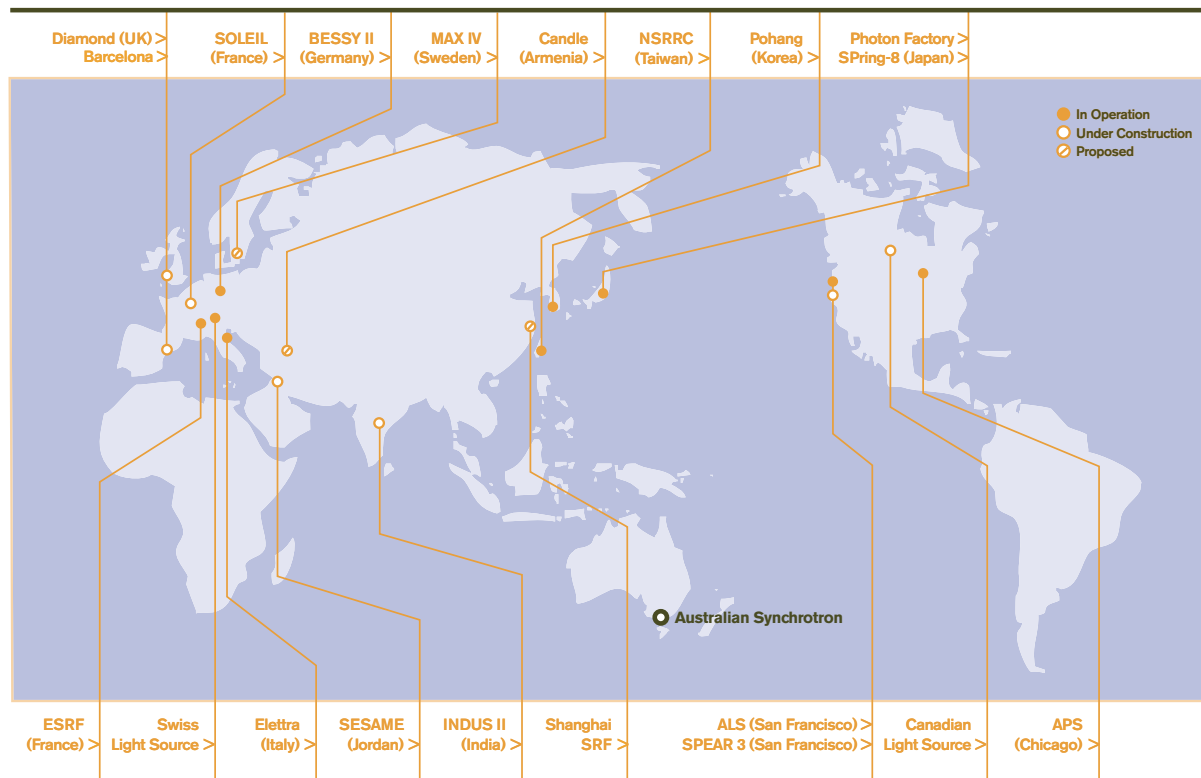 Diamond (UK) >
Barcelona >
SOLEIL
(France) >
BESSY II
(Germany) >
MAX IV
(Sweden) >
Candle
(Armenia) >
NSRRC
(Taiwan) >
Pohang
(Korea) >
Photon Factory >
SPring-8 (Japan) >
In Operation
Under Construction
Proposed
Australian Synchrotron
ESRF
(France) >
Swiss
Light Source >
Elettra
(Italy) >
SESAME
(Jordan) >
INDUS II
(India) >
Shanghai
SRF >
ALS (San Francisco) >
SPEAR 3 (San Francisco) >
Canadian
Light Source >
APS
(Chicago) >